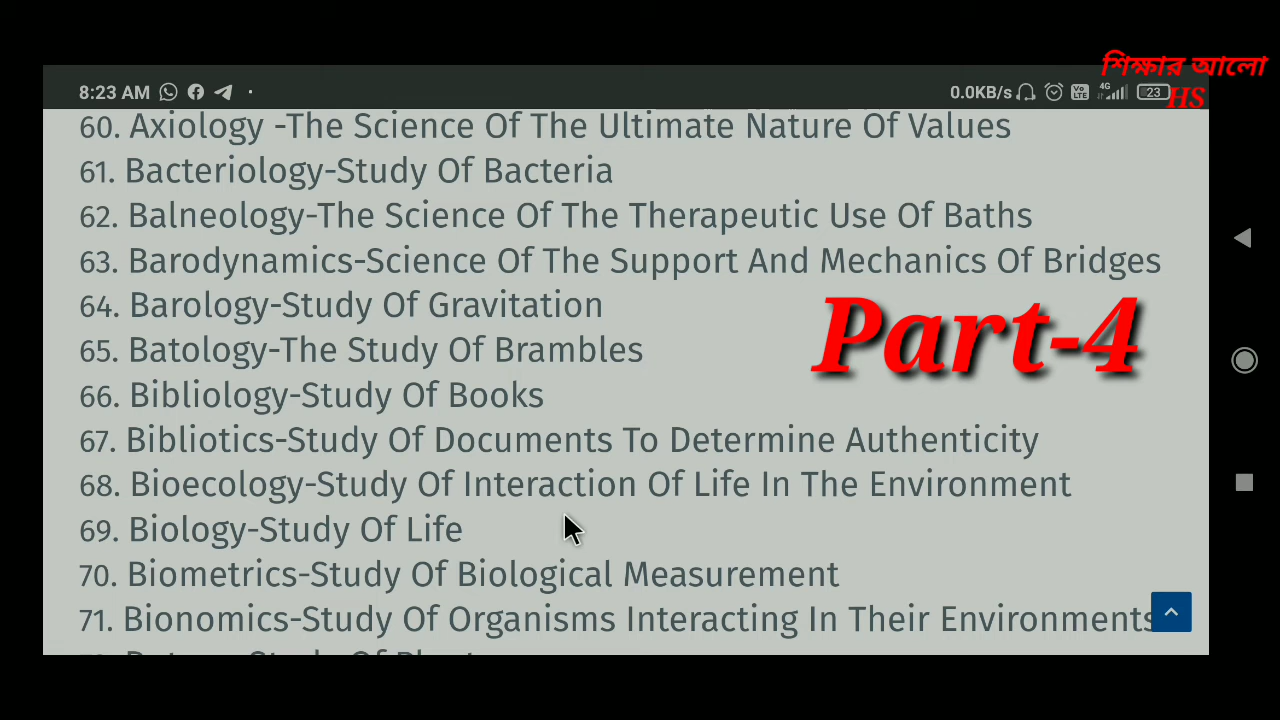 শিক্ষার আলো
HS
8:23 AM
0.0KB/s Vo LTE 4G 23
60. Axiology -The Science Of The Ultimate Nature Of Values
61. Bacteriology-Study Of Bacteria
62. Balneology-The Science Of The Therapeutic Use Of Baths
63. Barodynamics-Science Of The Support And Mechanics Of Bridges
64. Barology-Study Of Gravitation
Part-4
65. Batology-The Study Of Brambles
66. Bibliology-Study Of Books
67. Bibliotics-Study Of Documents To Determine Authenticity
68. Bioecology-Study Of Interaction Of Life In The Environment
69. Biology-Study Of Life
70. Biometrics-Study Of Biological Measurement
71. Bionomics-Study Of Organisms Interacting In Their Environments